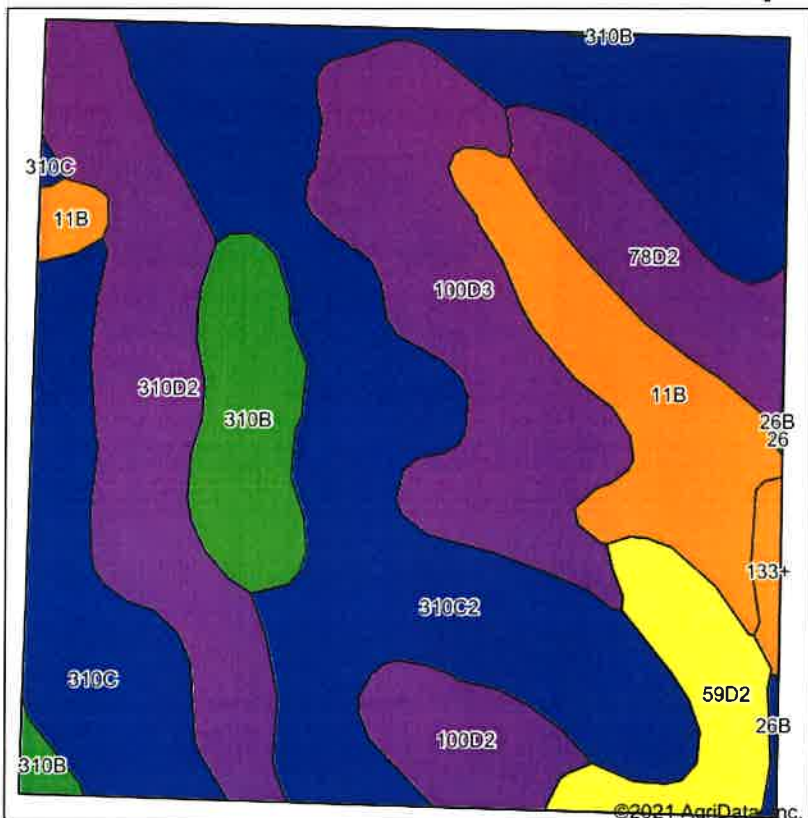 310B
310C
11B
78D2
100D3
310D2
11B
310B
26B
26
133+
310C2
310C
59D2
26B
100D2
310B
©2021 AgriData, Inc.